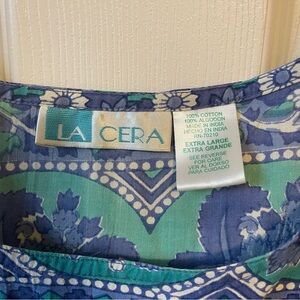 LA CERA
100% COTTON
100% ALGODON
MADE IN INDIA
HECHO EN INDIA
RN-70210
EXTRA LARGE
EXTRA GRANDE
SEE REVERSE
FOR CARE
VER AL DORSO
PARA CUIDADO